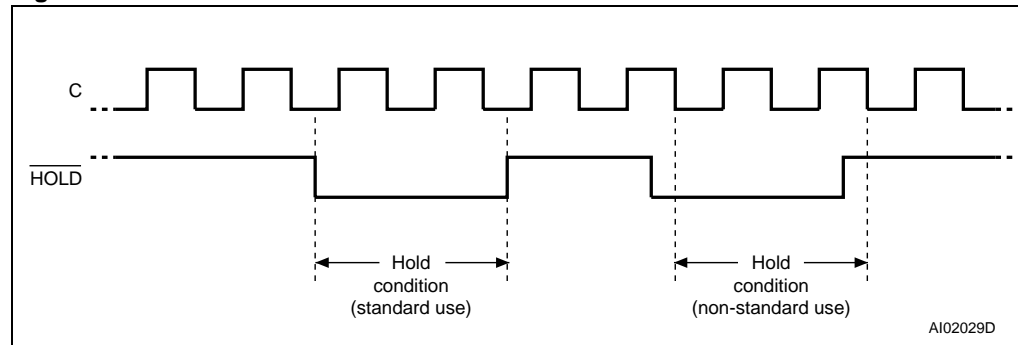 C
HOLD
Hold
condition
(standard use)
Hold
condition
(non-standard use)
AI02029D